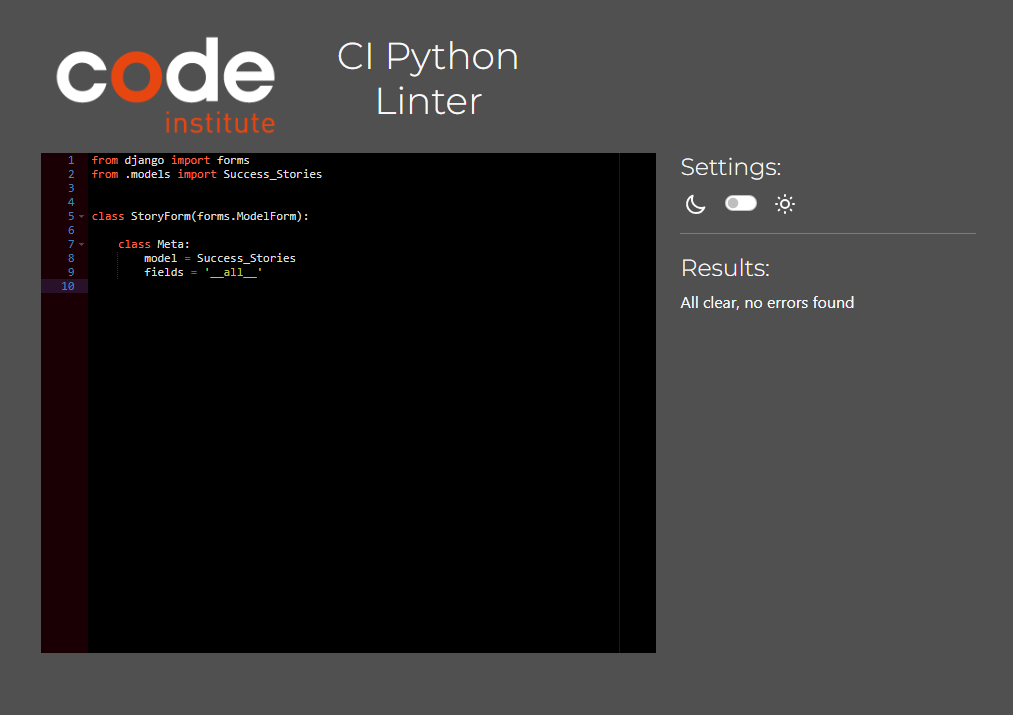 code
institute
CI Python
Linter
1 from django import forms
2 from .models import Success_Stories
3
4
5 class StoryForm(forms.ModelForm):
6
7     class Meta:
8         model = Success_Stories
9         fields = '__all__'
10
Settings:
Results:
All clear, no errors found